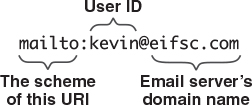 User ID
mailto:kevin@eifsc.com
The scheme
of this URI
Email server's
domain name